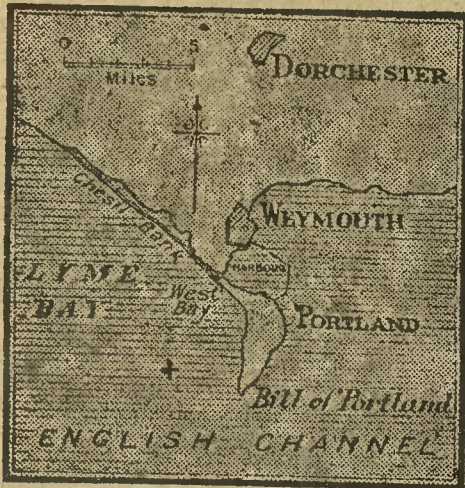 0 5
Miles
DORCHESTER
Chesil Bank
WEYMOUTH
HARBOUR
LYME
BAY
West
Bay
PORTLAND
Bill of Portland
ENGLISH CHANNEL